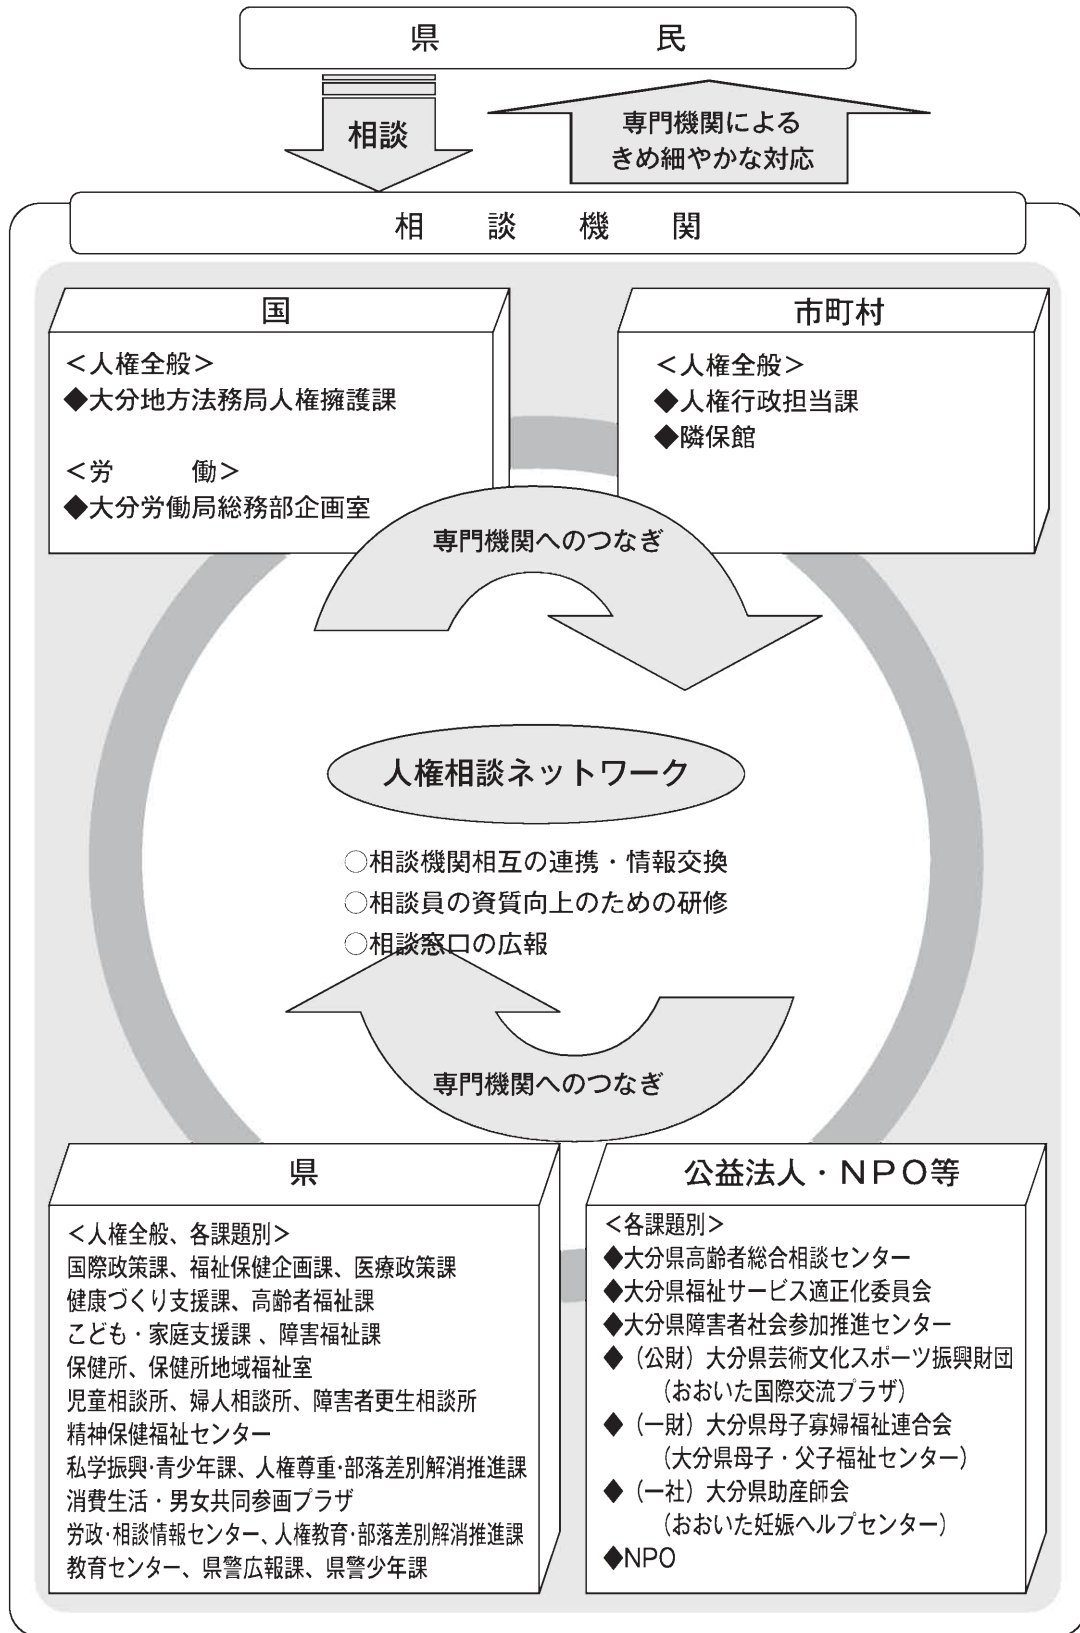 県民
相談
専門機関による
きめ細やかな対応
相談機関
国
＜人権全般＞
◆大分地方法務局人権擁護課
＜労働＞
◆大分労働局総務部企画室
市町村
＜人権全般＞
◆人権行政担当課
◆隣保館
専門機関へのつなぎ
人権相談ネットワーク
○相談機関相互の連携・情報交換
○相談員の資質向上のための研修
○相談窓口の広報
専門機関へのつなぎ
県
＜人権全般、各課題別＞
国際政策課、福祉保健企画課、医療政策課
健康づくり支援課、高齢者福祉課
こども・家庭支援課 、障害福祉課
保健所、保健所地域福祉室
児童相談所、婦人相談所、障害者更生相談所
精神保健福祉センター
私学振興･青少年課、人権尊重･部落差別解消推進課
消費生活・男女共同参画プラザ
労政･相談情報センター、人権教育･部落差別解消推進課
教育センター、県警広報課、県警少年課
公益法人・ＮＰＯ等
＜各課題別＞
◆大分県高齢者総合相談センター
◆大分県福祉サービス適正化委員会
◆大分県障害者社会参加推進センター
◆（公財）大分県芸術文化スポーツ振興財団
（おおいた国際交流プラザ）
◆（一財）大分県母子寡婦福祉連合会
（大分県母子・父子福祉センター）
◆（一社）大分県助産師会
（おおいた妊娠ヘルプセンター）
◆NPO